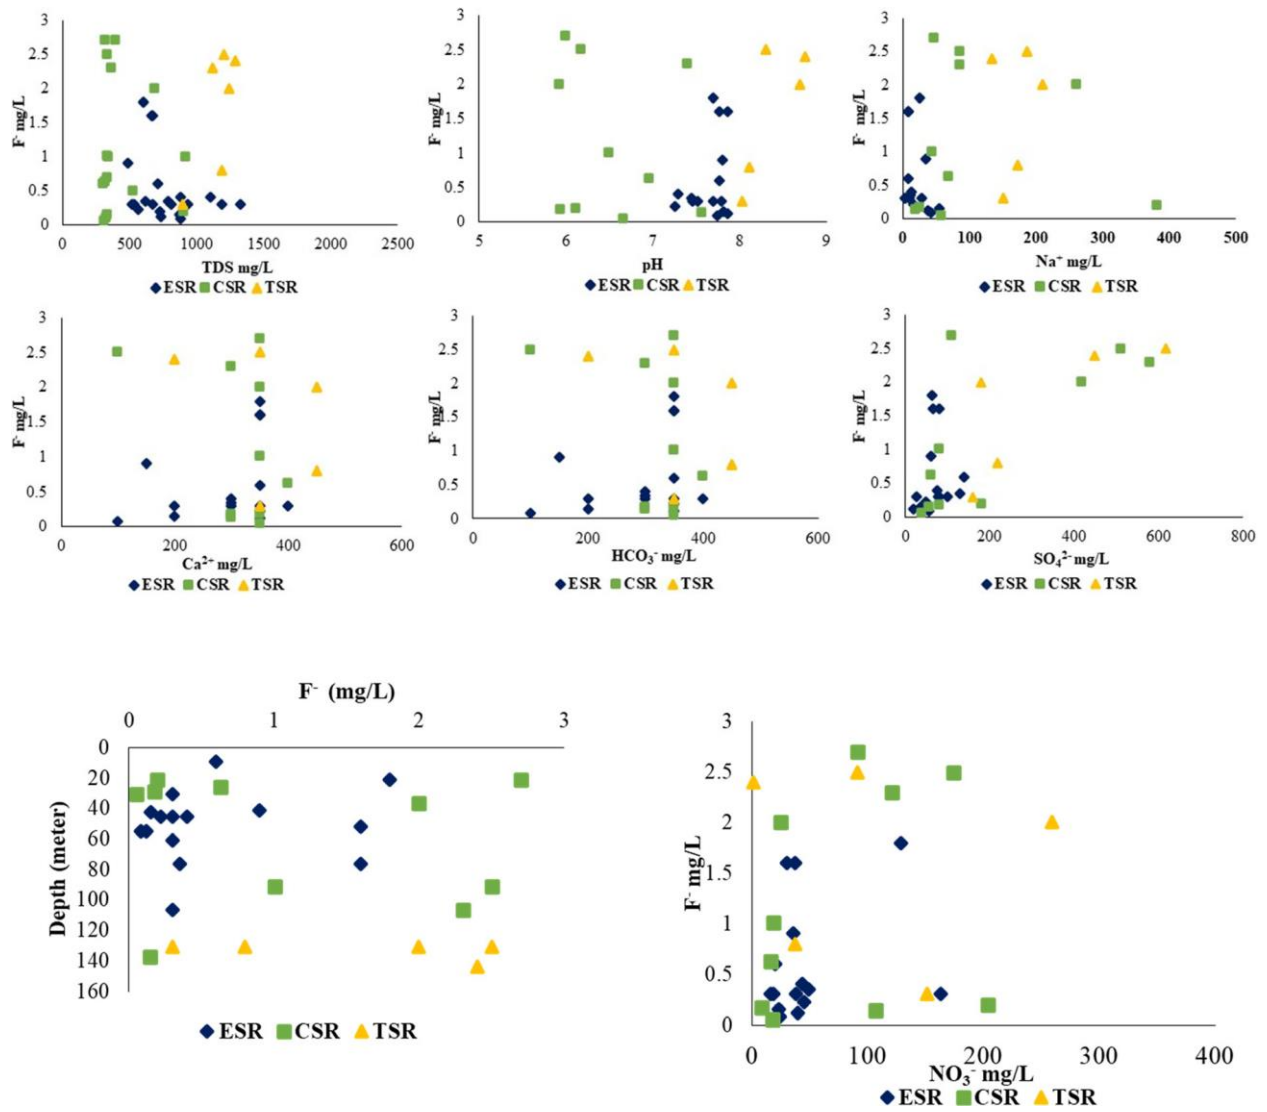 3
2.5
2
1.5
1
0.5
0
F⁻ mg/L
0 500 1000 1500 2000 2500
TDS mg/L
ESR CSR TSR
3
2.5
2
1.5
1
0.5
0
F⁻ mg/L
5 6 7 8 9
pH
ESR CSR TSR
3
2.5
2
1.5
1
0.5
0
F⁻ mg/L
0 100 200 300 400 500
Na⁺ mg/L
ESR CSR TSR
3
2.5
2
1.5
1
0.5
0
F⁻ mg/L
0 200 400 600
Ca²⁺ mg/L
ESR CSR TSR
3
2.5
2
1.5
1
0.5
0
F⁻ mg/L
0 200 400 600
HCO₃⁻ mg/L
ESR CSR TSR
3
2.5
2
1.5
1
0.5
0
F⁻ mg/L
0 200 400 600 800
SO₄²⁻ mg/L
ESR CSR TSR
F⁻ (mg/L)
0 1 2 3
0
20
40
60
80
100
120
140
160
Depth (meter)
ESR CSR TSR
3
2.5
2
1.5
1
0.5
0
F⁻ mg/L
0 100 200 300 400
NO₃⁻ mg/L
ESR CSR TSR